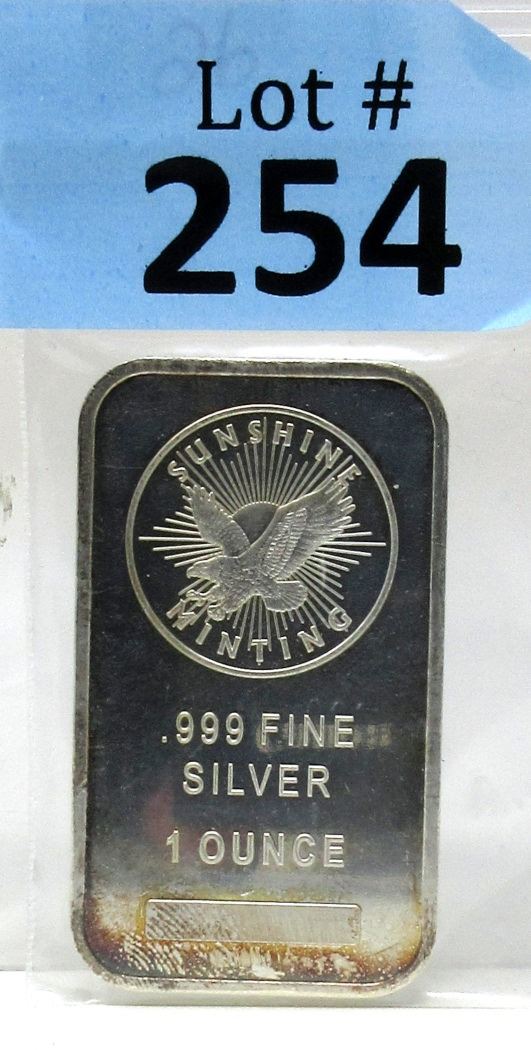 Lot #
254
SUNSHINE
MINTING
.999 FINE
SILVER
1 OUNCE